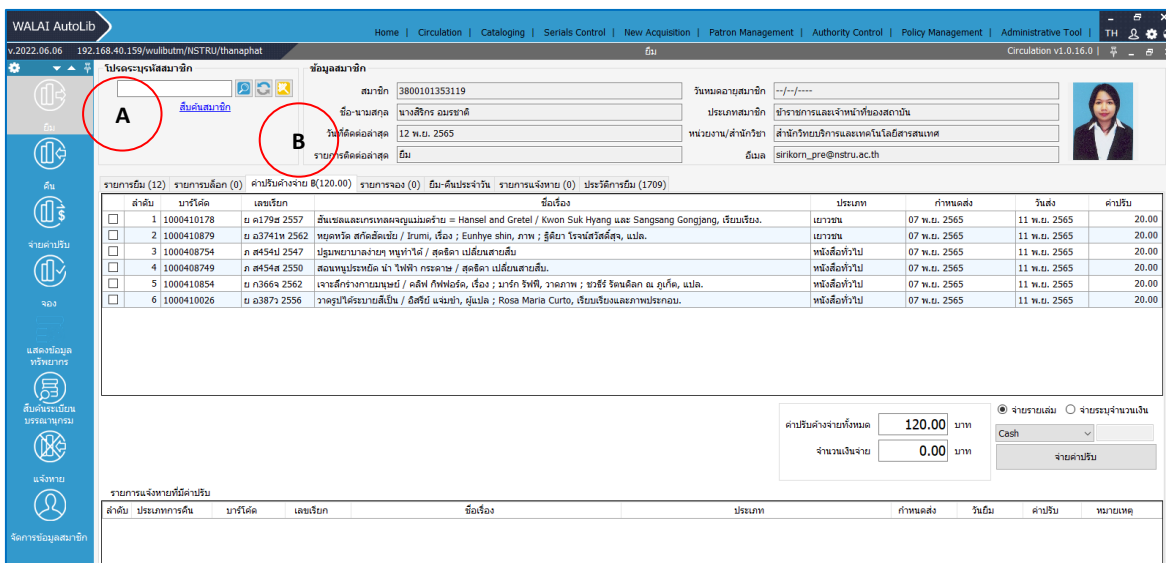 WALAI AutoLib
Home | Circulation | Cataloging | Serials Control | New Acquisition | Patron Management | Authority Control | Policy Management | Administrative Tool | TH
v.2022.06.06 192.168.40.159/wulibutm/NSTRU/thanaphat
ยืม
Circulation v1.0.16.0 |
โปรดระบุรหัสสมาชิก
สืบค้นสมาชิก
A
B
ข้อมูลสมาชิก
สมาชิก 3800101353119
วันหมดอายุสมาชิก --/--/----
ชื่อ-นามสกุล นางสิริกร อมรชาติ
ประเภทสมาชิก ข้าราชการและเจ้าหน้าที่ของสถาบัน
วันที่ติดต่อล่าสุด 12 พ.ย. 2565
หน่วยงาน/สำนักวิชา สำนักวิทยบริการและเทคโนโลยีสารสนเทศ
รายการติดต่อล่าสุด ยืม
อีเมล sirikorn_pre@nstru.ac.th
ยืม
คืน
จ่ายค่าปรับ
จอง
แสดงข้อมูล
ทรัพยากร
สืบค้นระเบียน
บรรณานุกรม
แจ้งหาย
จัดการข้อมูลสมาชิก
รายการยืม (12) รายการบล็อก (0) ค่าปรับค้างจ่าย B(120.00) รายการจอง (0) ยืม-คืนประจำวัน รายการแจ้งหาย (0) ประวัติการยืม (1709)
ลำดับ บาร์โค้ด เลขเรียก ชื่อเรื่อง ประเภท กำหนดส่ง วันส่ง ค่าปรับ
1 1000410178 ย ค179ฮ 2557 ฮันเซลและเกรเทลผจญแม่มดร้าย = Hansel and Gretel / Kwon Suk Hyang และ Sangsang Gongjang, เรียบเรียง. เยาวชน 07 พ.ย. 2565 11 พ.ย. 2565 20.00
2 1000410879 ย อ3741ห 2562 หยุดหวัด สกัดฮัดเช้ย / Irumi, เรื่อง ; Eunhye shin, ภาพ ; ฐิติยา โรจน์สวัสดิ์สุจ, แปล. เยาวชน 07 พ.ย. 2565 11 พ.ย. 2565 20.00
3 1000408754 ภ ส454ป 2547 ปฐมพยาบาลง่ายๆ หนูทำได้ / สุดธิดา เปลี่ยนสายสืบ หนังสือทั่วไป 07 พ.ย. 2565 11 พ.ย. 2565 20.00
4 1000408749 ภ ส454ส 2550 สอนหนูประหยัด น้ำ ไฟฟ้า กระดาษ / สุดธิดา เปลี่ยนสายสืบ. หนังสือทั่วไป 07 พ.ย. 2565 11 พ.ย. 2565 20.00
5 1000410854 ย ก366จ 2562 เจาะลึกร่างกายมนุษย์ / คลิฟ กิฟฟอร์ด, เรื่อง ; มาร์ก รัฟฟี, วาดภาพ ; ชวธีร์ รัตนดิลก ณ ภูเก็ต, แปล. หนังสือทั่วไป 07 พ.ย. 2565 11 พ.ย. 2565 20.00
6 1000410026 ย อ387ว 2556 วาดรูปได้ระบายสีเป็น / อัสรีย์ แจ่มขำ, ผู้แปล ; Rosa Maria Curto, เรียบเรียงและภาพประกอบ. หนังสือทั่วไป 07 พ.ย. 2565 11 พ.ย. 2565 20.00
จ่ายรายเล่ม จ่ายระบุจำนวนเงิน
ค่าปรับค้างจ่ายทั้งหมด 120.00 บาท
Cash
จำนวนเงินจ่าย 0.00 บาท
จ่ายค่าปรับ
รายการแจ้งหายที่มีค่าปรับ
ลำดับ ประเภทการคืน บาร์โค้ด เลขเรียก ชื่อเรื่อง ประเภท กำหนดส่ง วันยืม ค่าปรับ หมายเหตุ